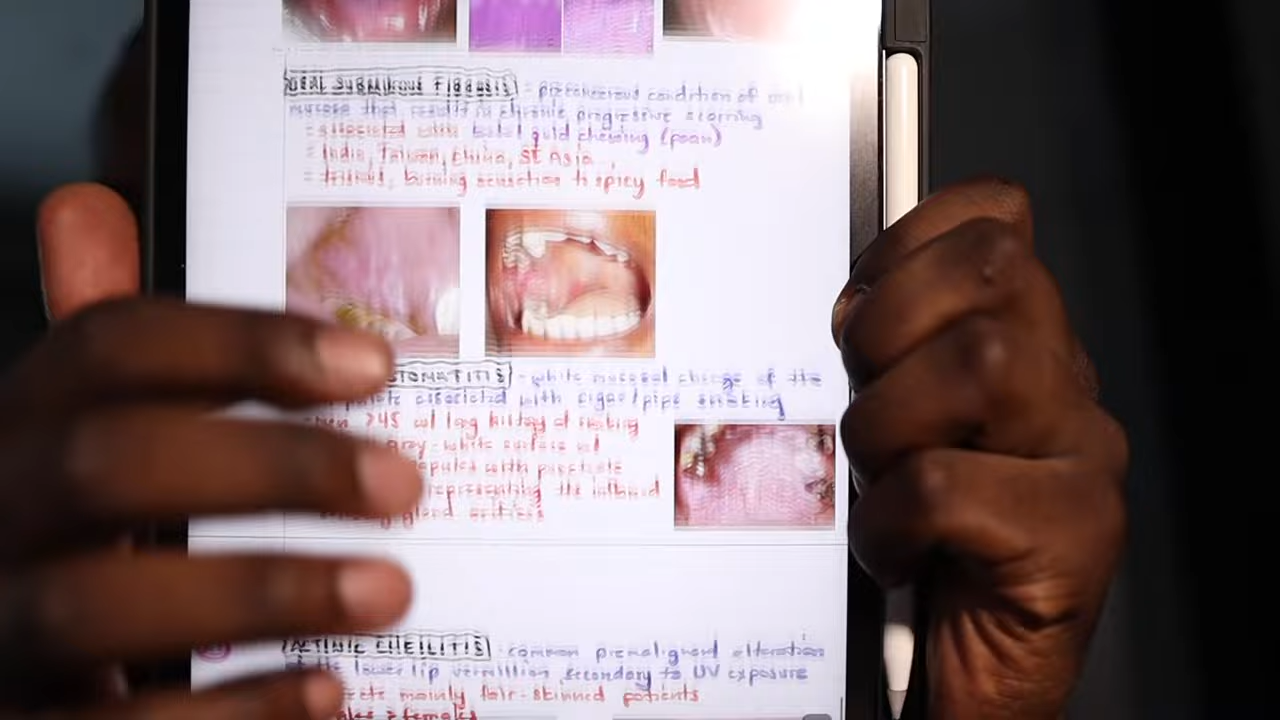 ORAL SUBMUCOUS FIBROSIS - precancerous condition of oral
mucosa that results in chronic progressive scarring
= associated with betel quid chewing (paan)
= India, Taiwan, China, SE Asia
= trismus, burning sensation to spicy food
STOMATITIS - white mucosal change of the
palate associated with cigar/pipe smoking
men >45 w/ long history of smoking
gray-white surface w/
papules with punctate
representing the inflamed
gland orifices
ACTINIC CHEILITIS - common premalignant alteration
of the lower lip vermillion secondary to UV exposure
mainly fair-skinned patients
males > females